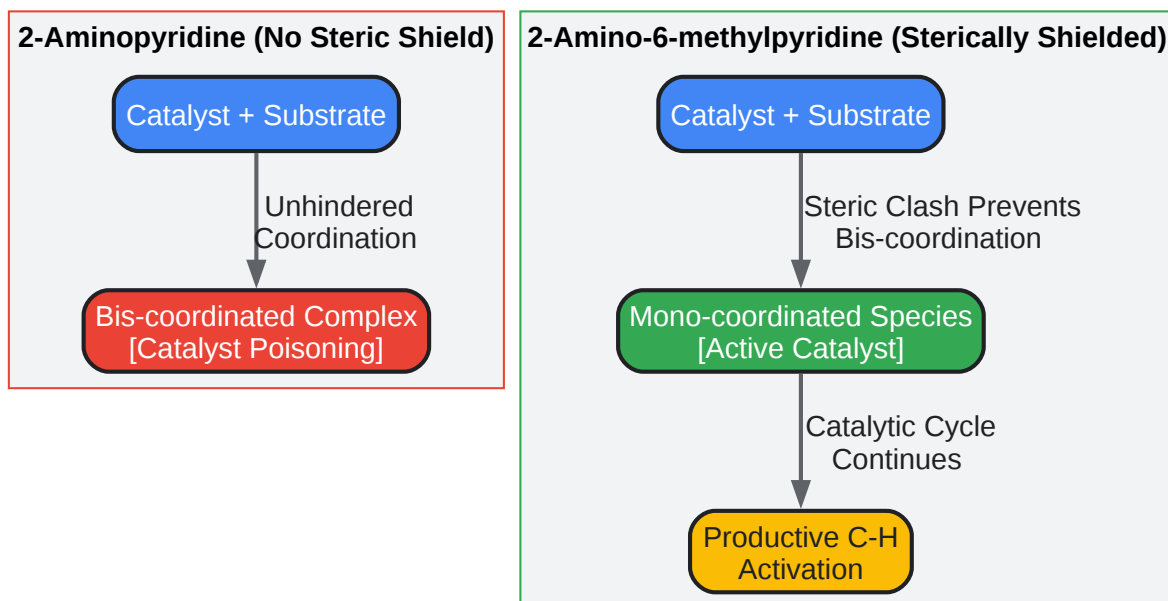 2-Aminopyridine (No Steric Shield)
Catalyst + Substrate
Unhindered
Coordination
Bis-coordinated Complex
[Catalyst Poisoning]
2-Amino-6-methylpyridine (Sterically Shielded)
Catalyst + Substrate
Steric Clash Prevents
Bis-coordination
Mono-coordinated Species
[Active Catalyst]
Catalytic Cycle
Continues
Productive C-H
Activation